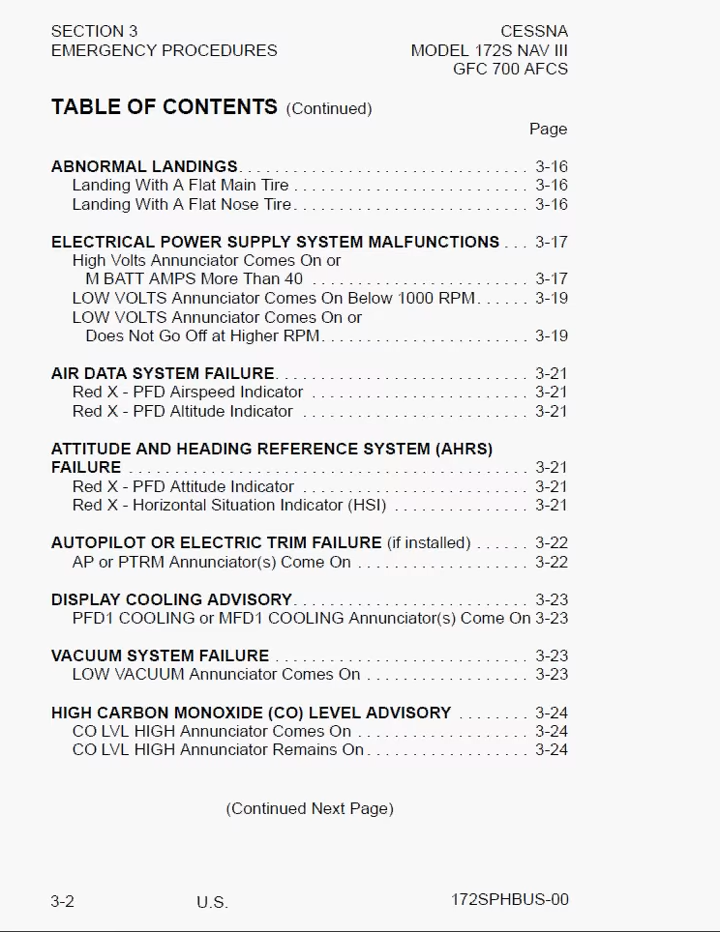 SECTION 3
EMERGENCY PROCEDURES
CESSNA
MODEL 172S NAV III
GFC 700 AFCS
TABLE OF CONTENTS (Continued)
Page
ABNORMAL LANDINGS. . . . . . . . . . . . . . . . . . . . . . . . . . . . . . . 3-16
Landing With A Flat Main Tire . . . . . . . . . . . . . . . . . . . . . . . . . 3-16
Landing With A Flat Nose Tire. . . . . . . . . . . . . . . . . . . . . . . . . 3-16
ELECTRICAL POWER SUPPLY SYSTEM MALFUNCTIONS . . . 3-17
High Volts Annunciator Comes On or
M BATT AMPS More Than 40 . . . . . . . . . . . . . . . . . . . . . . . 3-17
LOW VOLTS Annunciator Comes On Below 1000 RPM. . . . . . 3-19
LOW VOLTS Annunciator Comes On or
Does Not Go Off at Higher RPM. . . . . . . . . . . . . . . . . . . . . . 3-19
AIR DATA SYSTEM FAILURE. . . . . . . . . . . . . . . . . . . . . . . . . . 3-21
Red X - PFD Airspeed Indicator . . . . . . . . . . . . . . . . . . . . . . . 3-21
Red X - PFD Altitude Indicator . . . . . . . . . . . . . . . . . . . . . . . . 3-21
ATTITUDE AND HEADING REFERENCE SYSTEM (AHRS)
FAILURE . . . . . . . . . . . . . . . . . . . . . . . . . . . . . . . . . . . . . . . . . . 3-21
Red X - PFD Attitude Indicator . . . . . . . . . . . . . . . . . . . . . . . . 3-21
Red X - Horizontal Situation Indicator (HSI) . . . . . . . . . . . . . . 3-21
AUTOPILOT OR ELECTRIC TRIM FAILURE (if installed) . . . . . . 3-22
AP or PTRM Annunciator(s) Come On . . . . . . . . . . . . . . . . . . 3-22
DISPLAY COOLING ADVISORY. . . . . . . . . . . . . . . . . . . . . . . . . 3-23
PFD1 COOLING or MFD1 COOLING Annunciator(s) Come On 3-23
VACUUM SYSTEM FAILURE . . . . . . . . . . . . . . . . . . . . . . . . . . . 3-23
LOW VACUUM Annunciator Comes On . . . . . . . . . . . . . . . . . 3-23
HIGH CARBON MONOXIDE (CO) LEVEL ADVISORY . . . . . . . . 3-24
CO LVL HIGH Annunciator Comes On . . . . . . . . . . . . . . . . . . 3-24
CO LVL HIGH Annunciator Remains On. . . . . . . . . . . . . . . . . . 3-24
(Continued Next Page)
3-2
U.S.
172SPHBUS-00